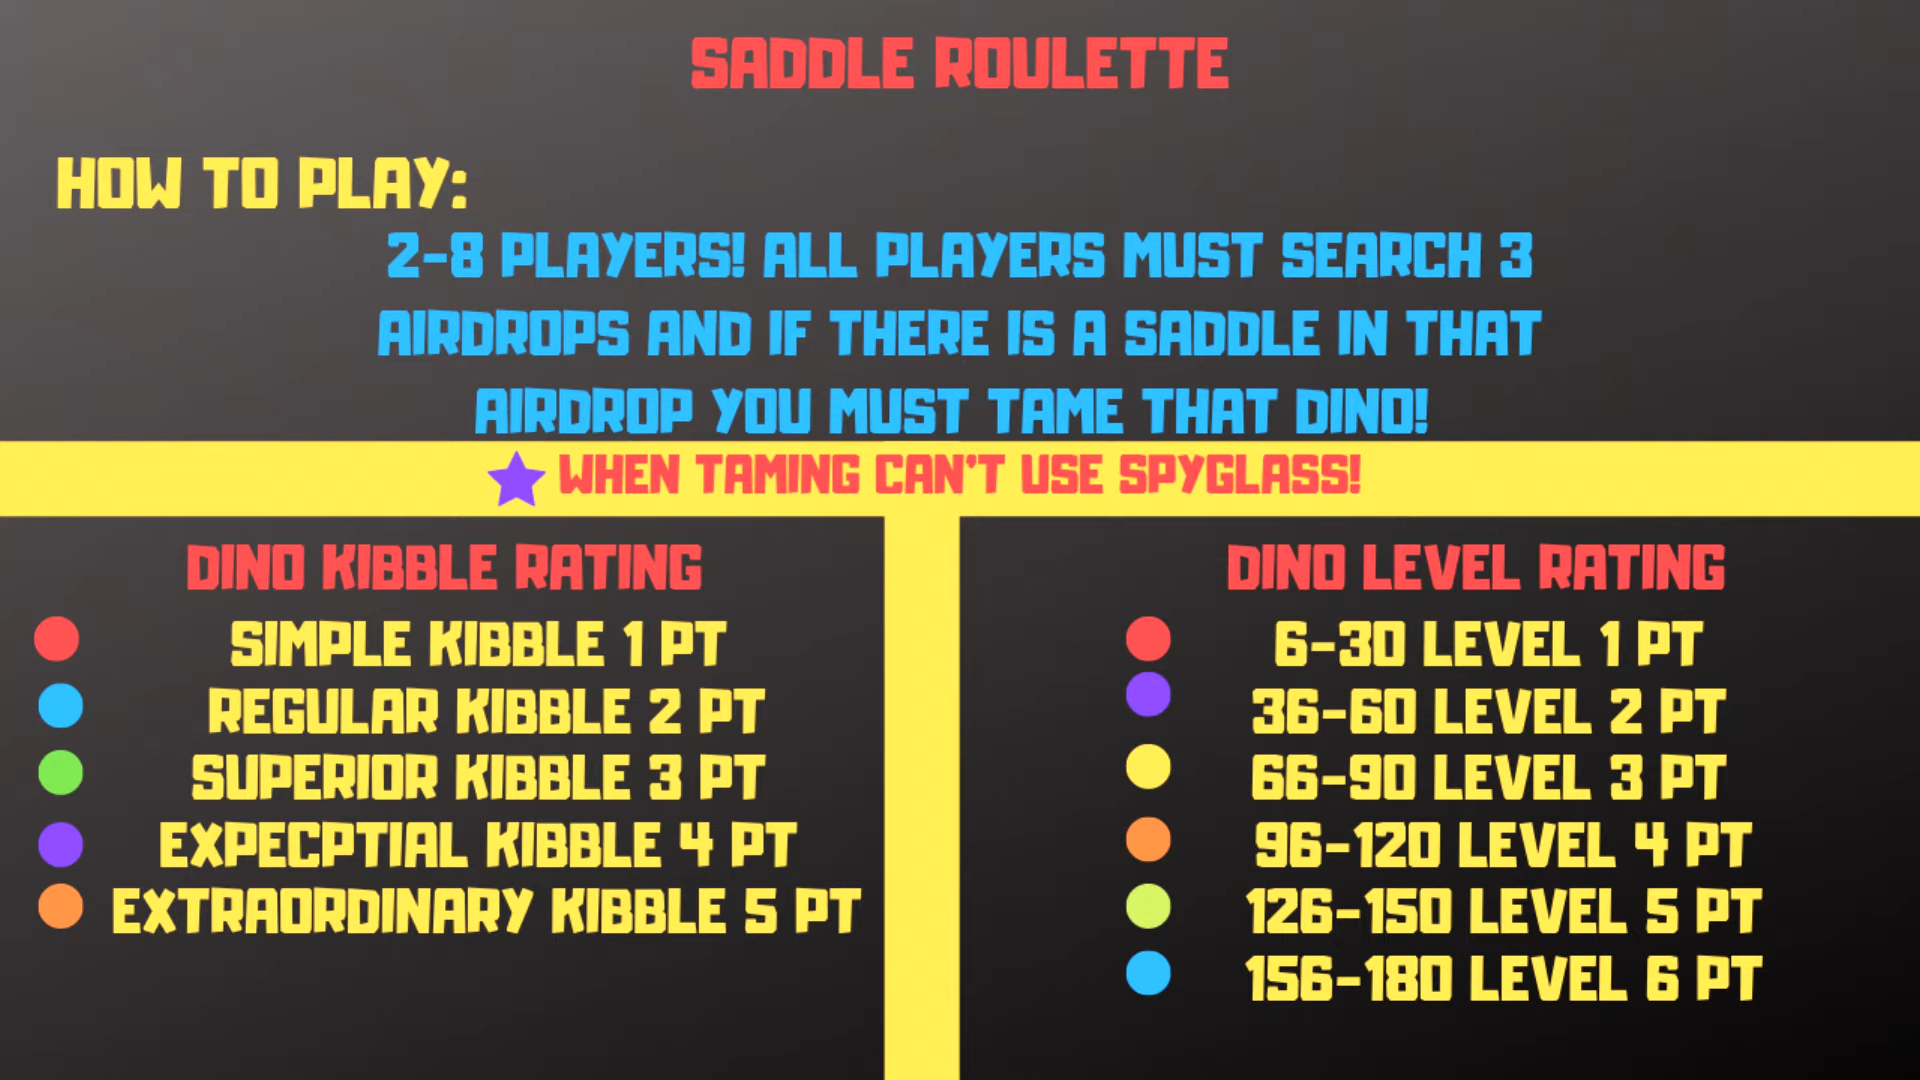 SADDLE ROULETTE
HOW TO PLAY:
2-8 PLAYERS! ALL PLAYERS MUST SEARCH 3
AIRDROPS AND IF THERE IS A SADDLE IN THAT
AIRDROP YOU MUST TAME THAT DINO!
WHEN TAMING CAN'T USE SPYGLASS!
DINO KIBBLE RATING
SIMPLE KIBBLE 1 PT
REGULAR KIBBLE 2 PT
SUPERIOR KIBBLE 3 PT
EXPECPTIAL KIBBLE 4 PT
EXTRAORDINARY KIBBLE 5 PT
DINO LEVEL RATING
6-30 LEVEL 1 PT
36-60 LEVEL 2 PT
66-90 LEVEL 3 PT
96-120 LEVEL 4 PT
126-150 LEVEL 5 PT
156-180 LEVEL 6 PT